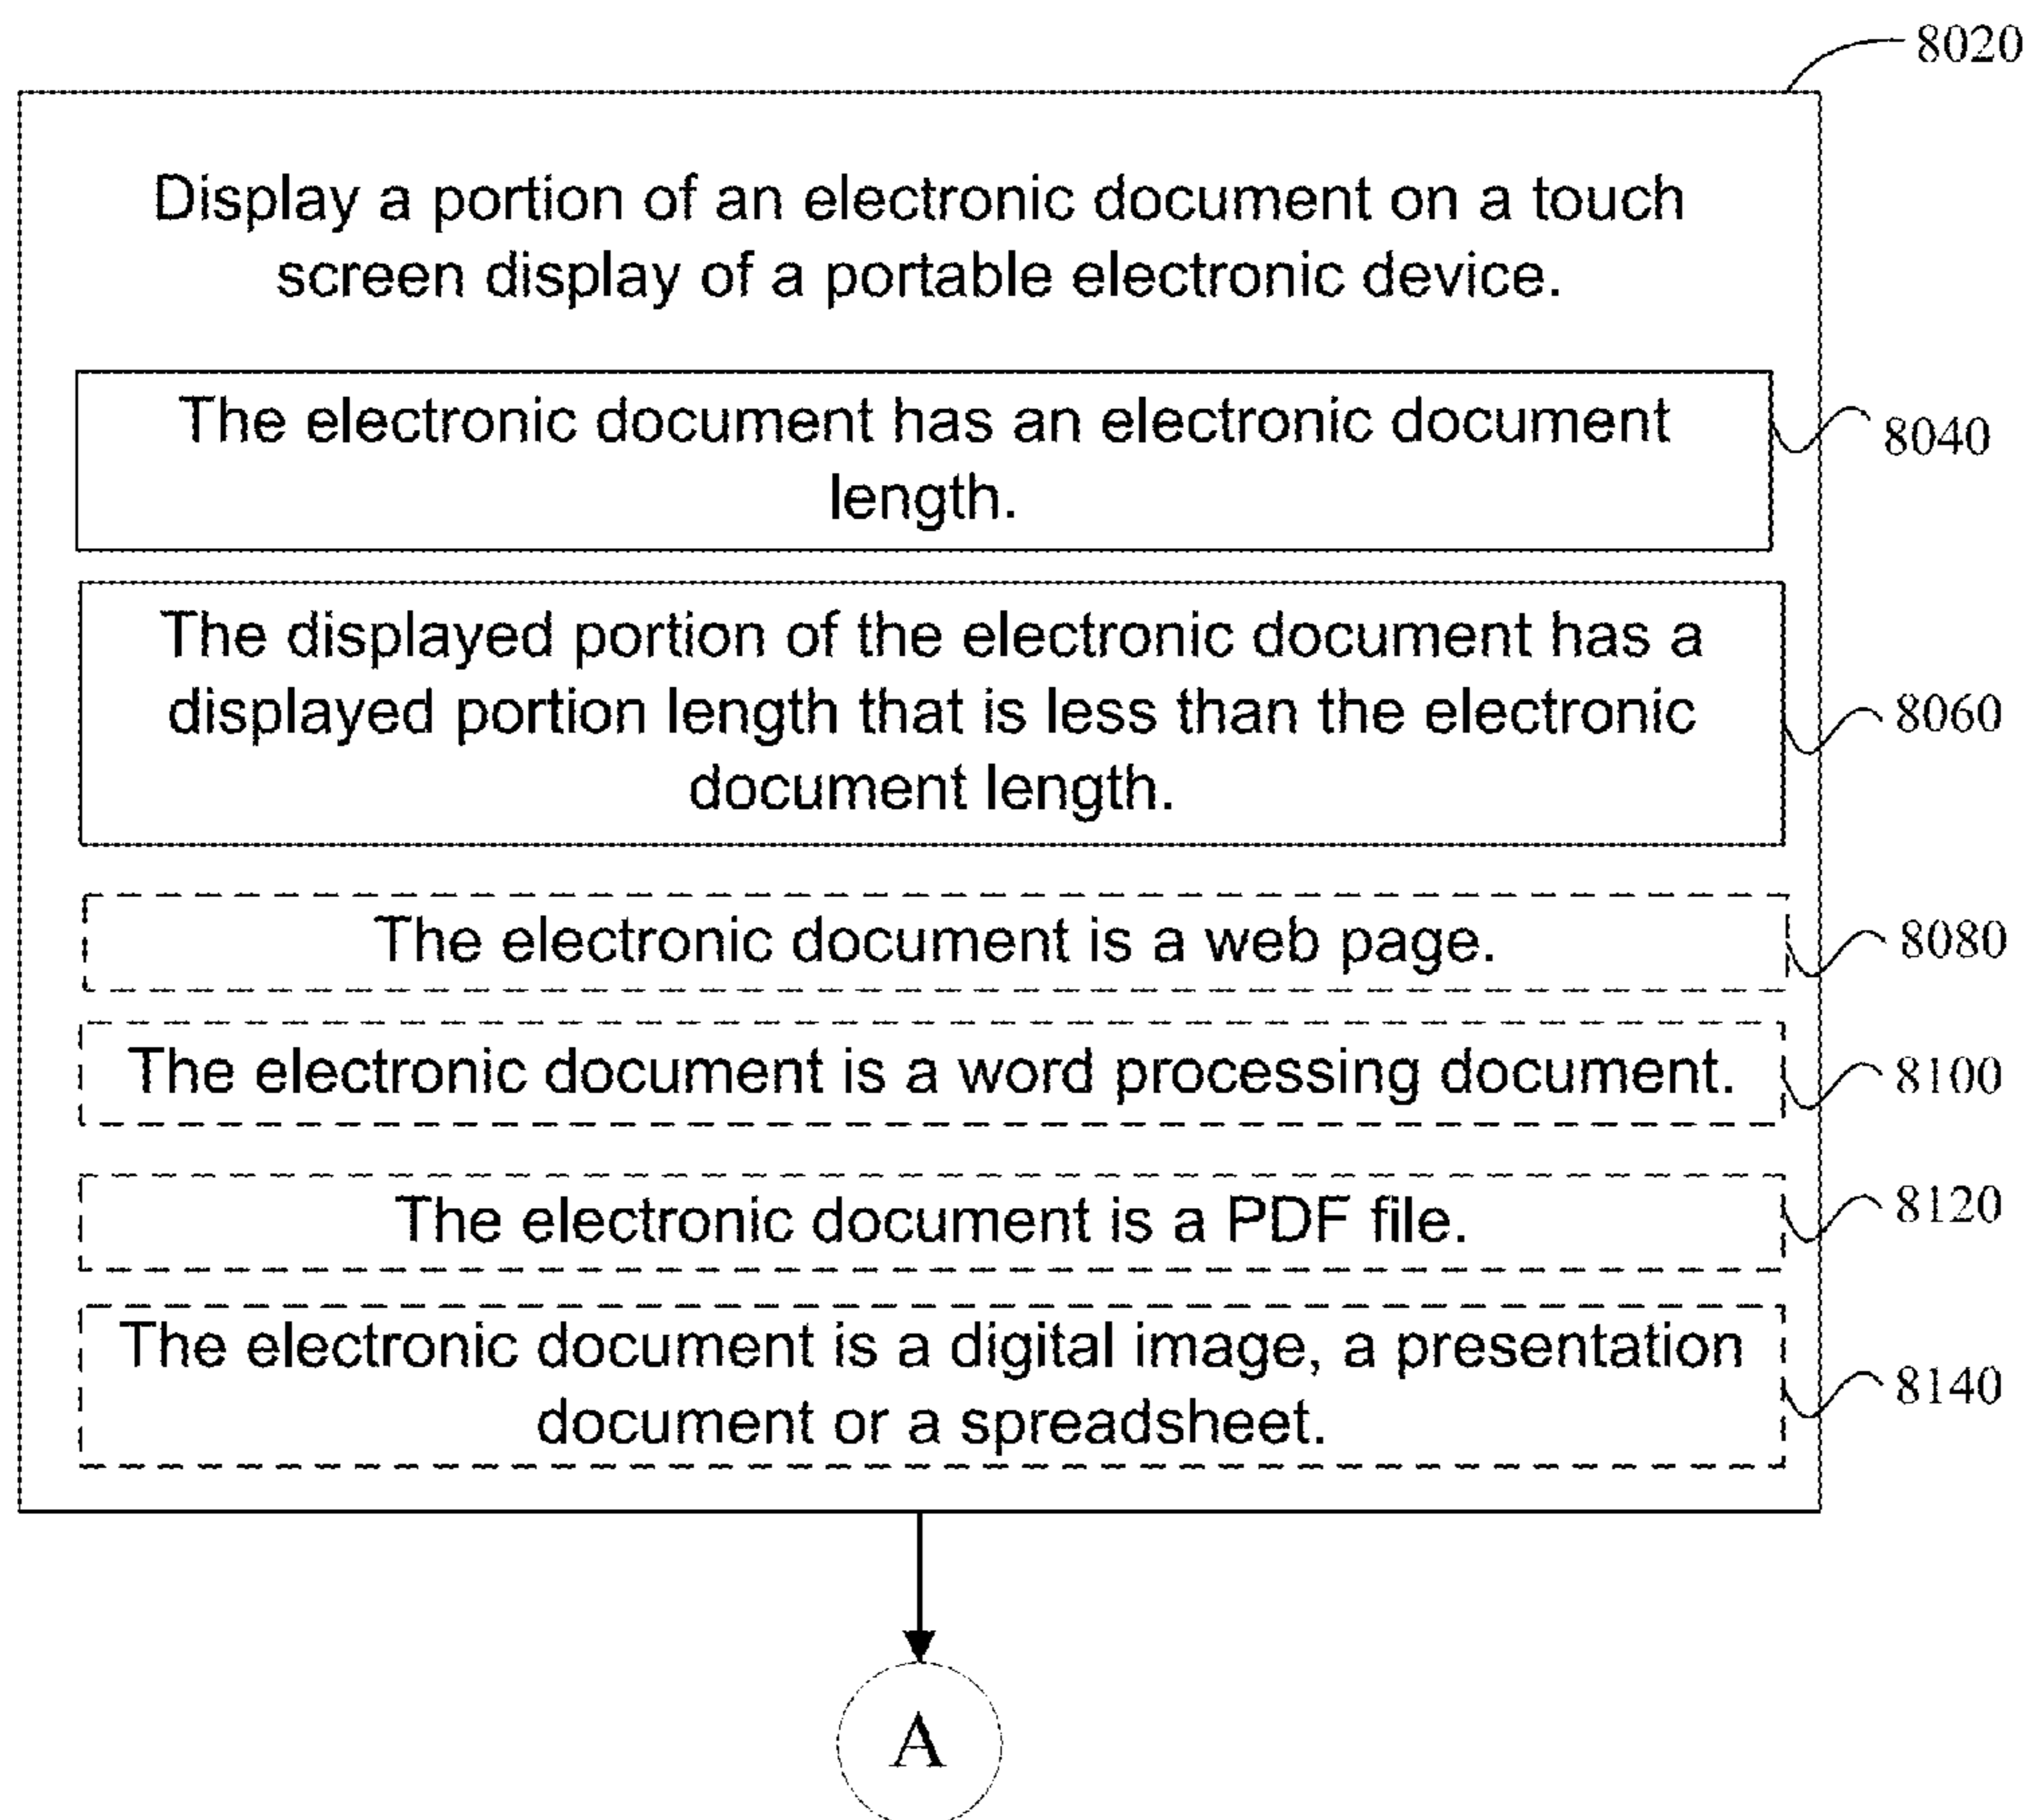 8020
Display a portion of an electronic document on a touch
screen display of a portable electronic device.
The electronic document has an electronic document
length.
8040
The displayed portion of the electronic document has a
displayed portion length that is less than the electronic
document length.
8060
The electronic document is a web page.
8080
The electronic document is a word processing document.
8100
The electronic document is a PDF file.
8120
The electronic document is a digital image, a presentation
document or a spreadsheet.
8140
A